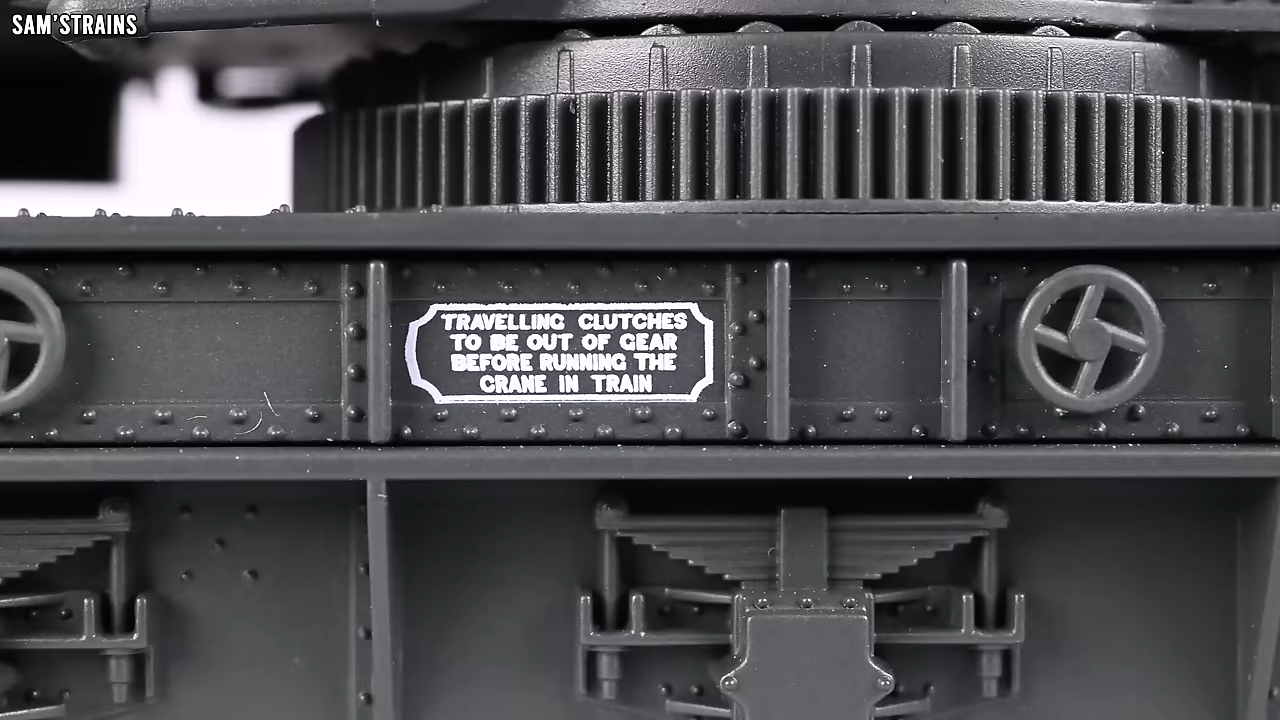 SAM'STRAINS
TRAVELLING CLUTCHES
TO BE OUT OF GEAR
BEFORE RUNNING THE
CRANE IN TRAIN